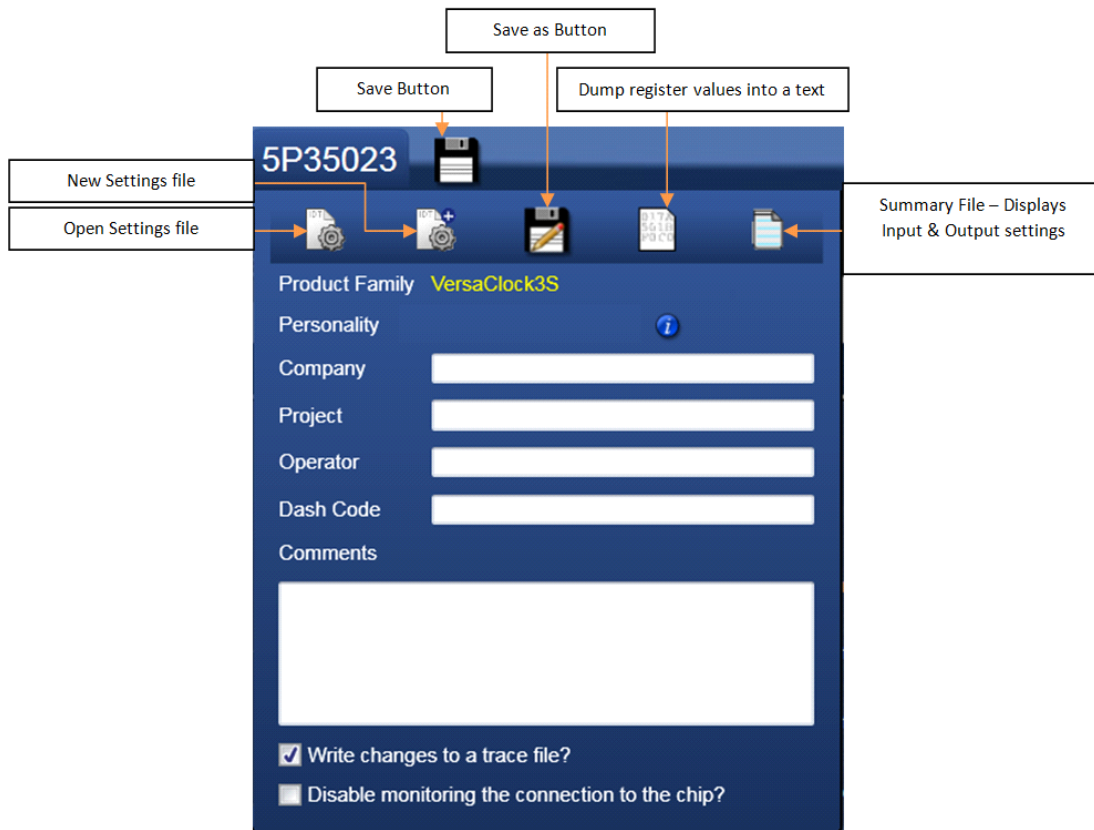 Save as Button
Save Button
Dump register values into a text
5P35023
New Settings file
Open Settings file
Summary File – Displays
Input & Output settings
IDT
IDT
Product Family VersaClock3S
Personality
Company
Project
Operator
Dash Code
Comments
Write changes to a trace file?
Disable monitoring the connection to the chip?